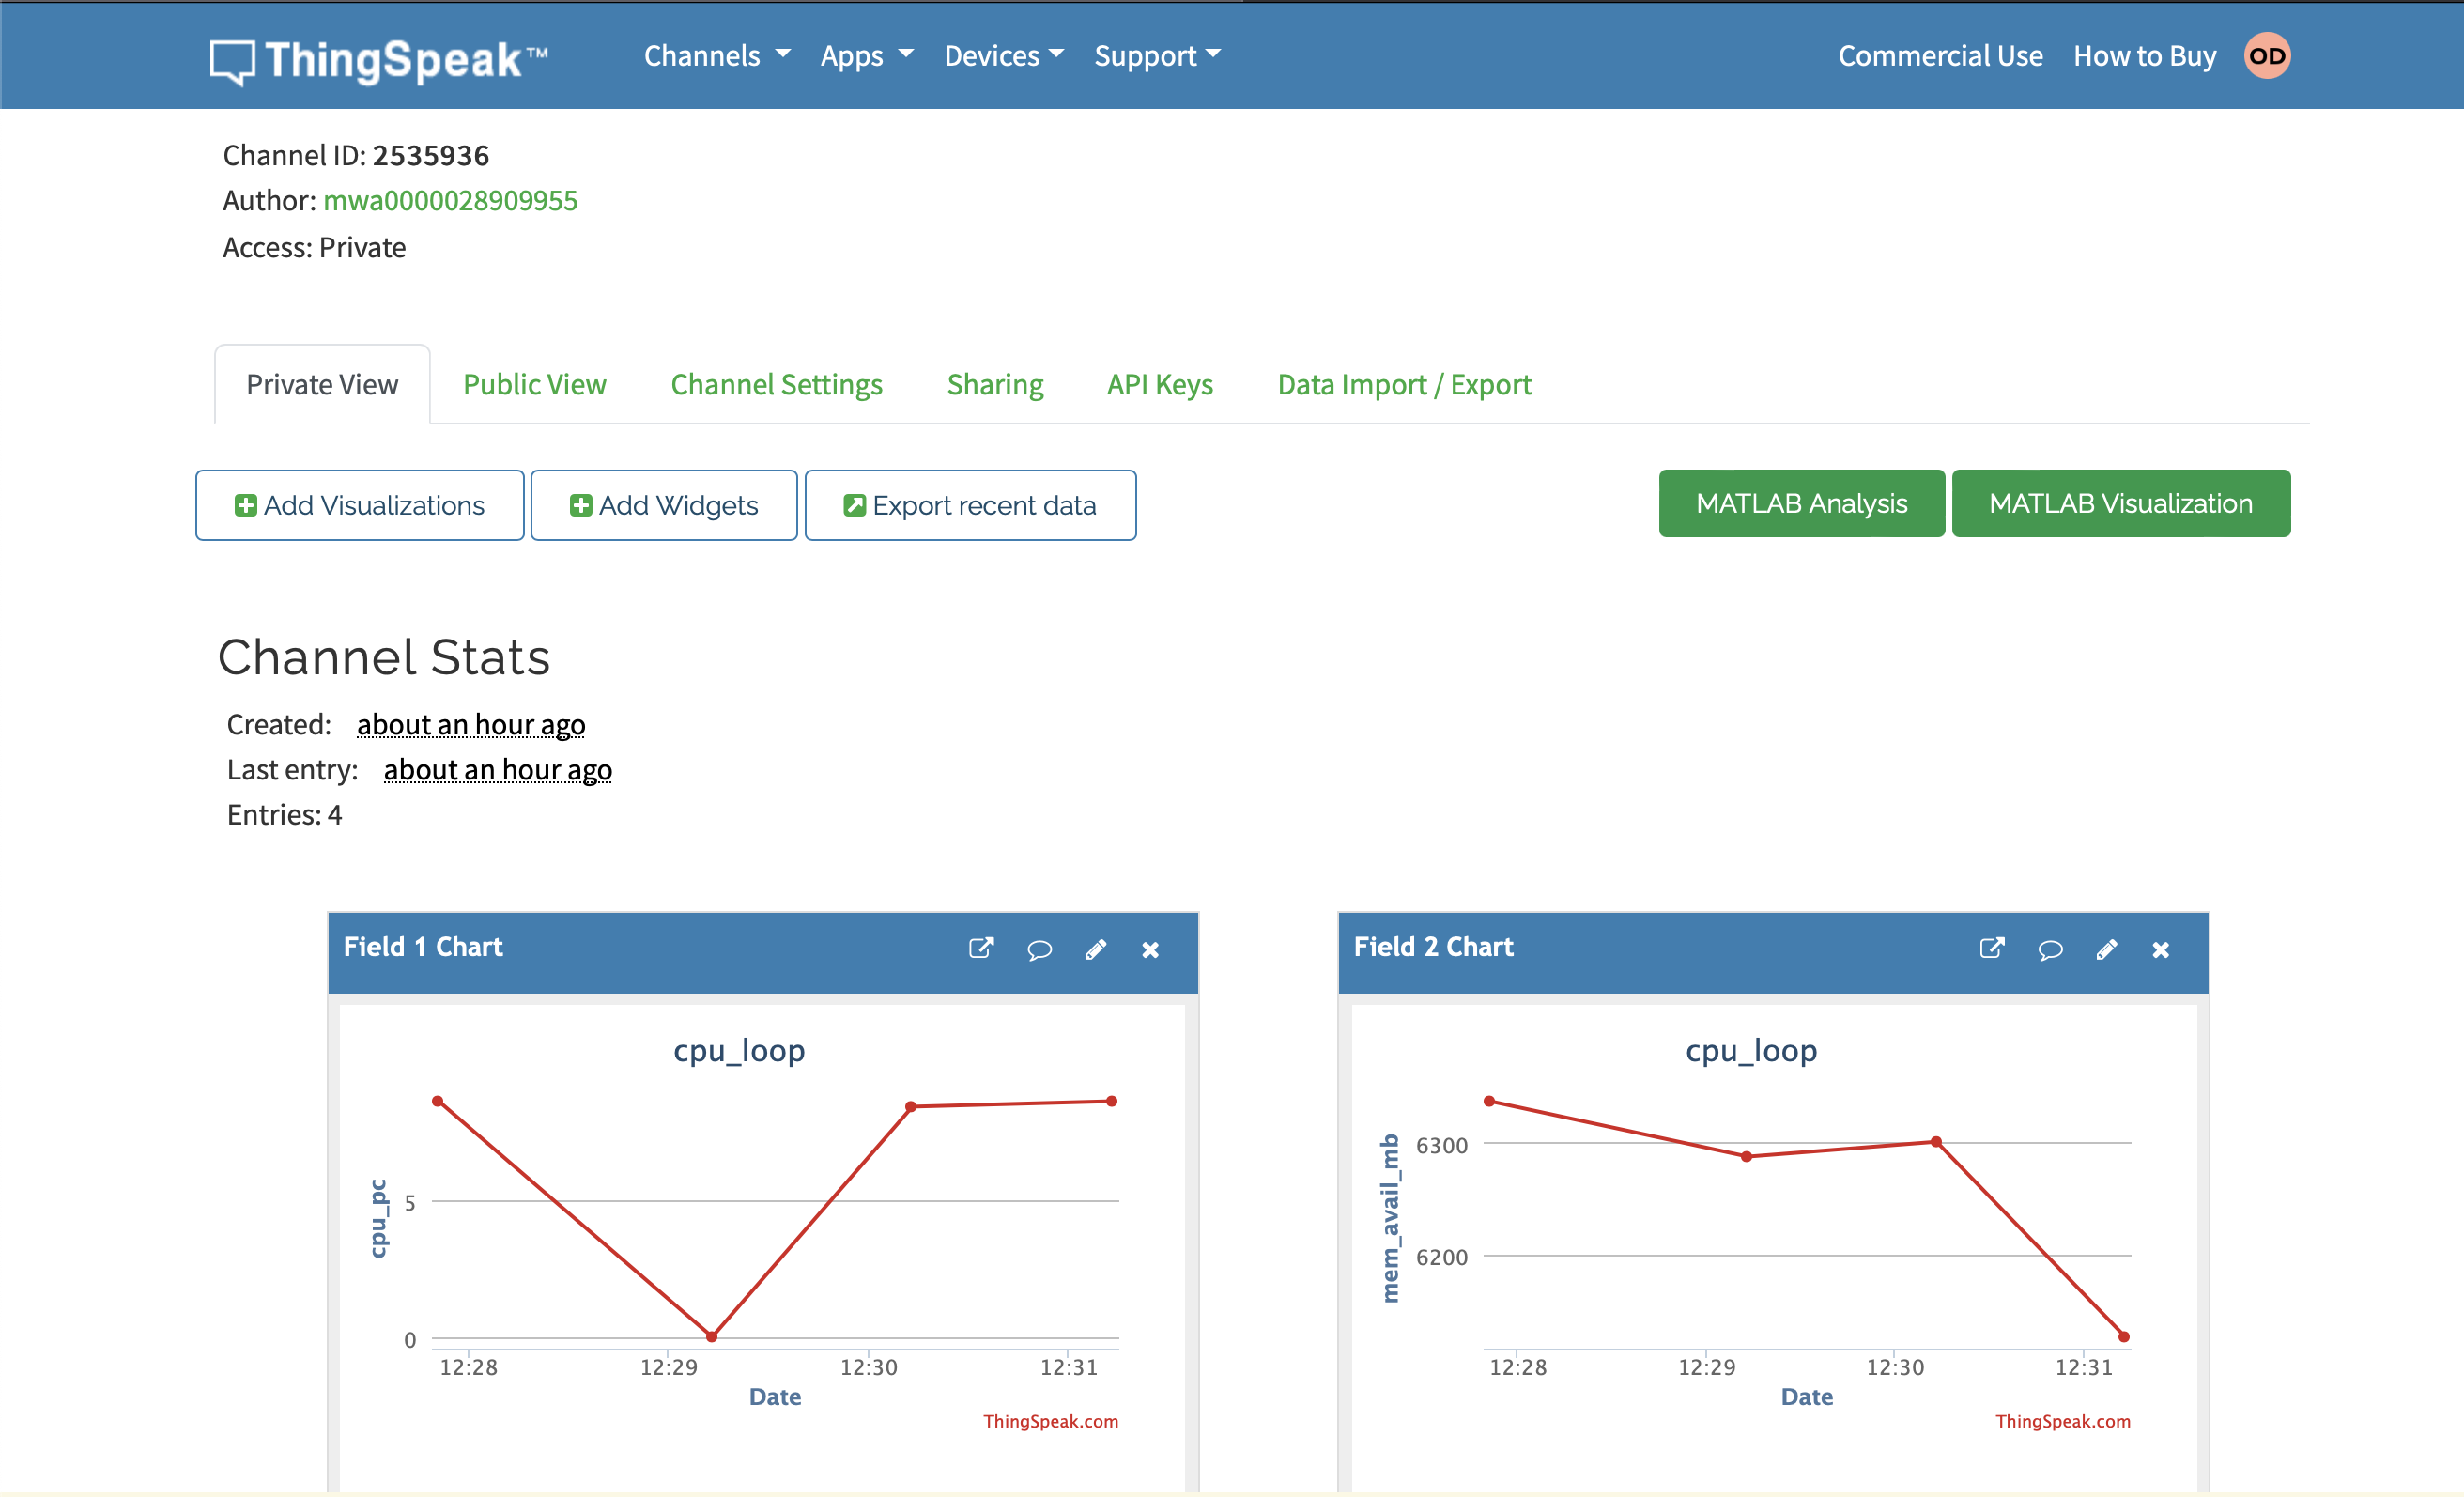 ThingSpeak™ Channels Apps Devices Support Commercial Use How to Buy OD
Channel ID: 2535936
Author: mwa0000028909955
Access: Private
Private View Public View Channel Settings Sharing API Keys Data Import / Export
Add Visualizations Add Widgets Export recent data MATLAB Analysis MATLAB Visualization
Channel Stats
Created: about an hour ago
Last entry: about an hour ago
Entries: 4
Field 1 Chart
cpu_loop
cpu_pc
5
0
12:28 12:29 12:30 12:31
Date
ThingSpeak.com
Field 2 Chart
cpu_loop
mem_avail_mb
6300
6200
12:28 12:29 12:30 12:31
Date
ThingSpeak.com